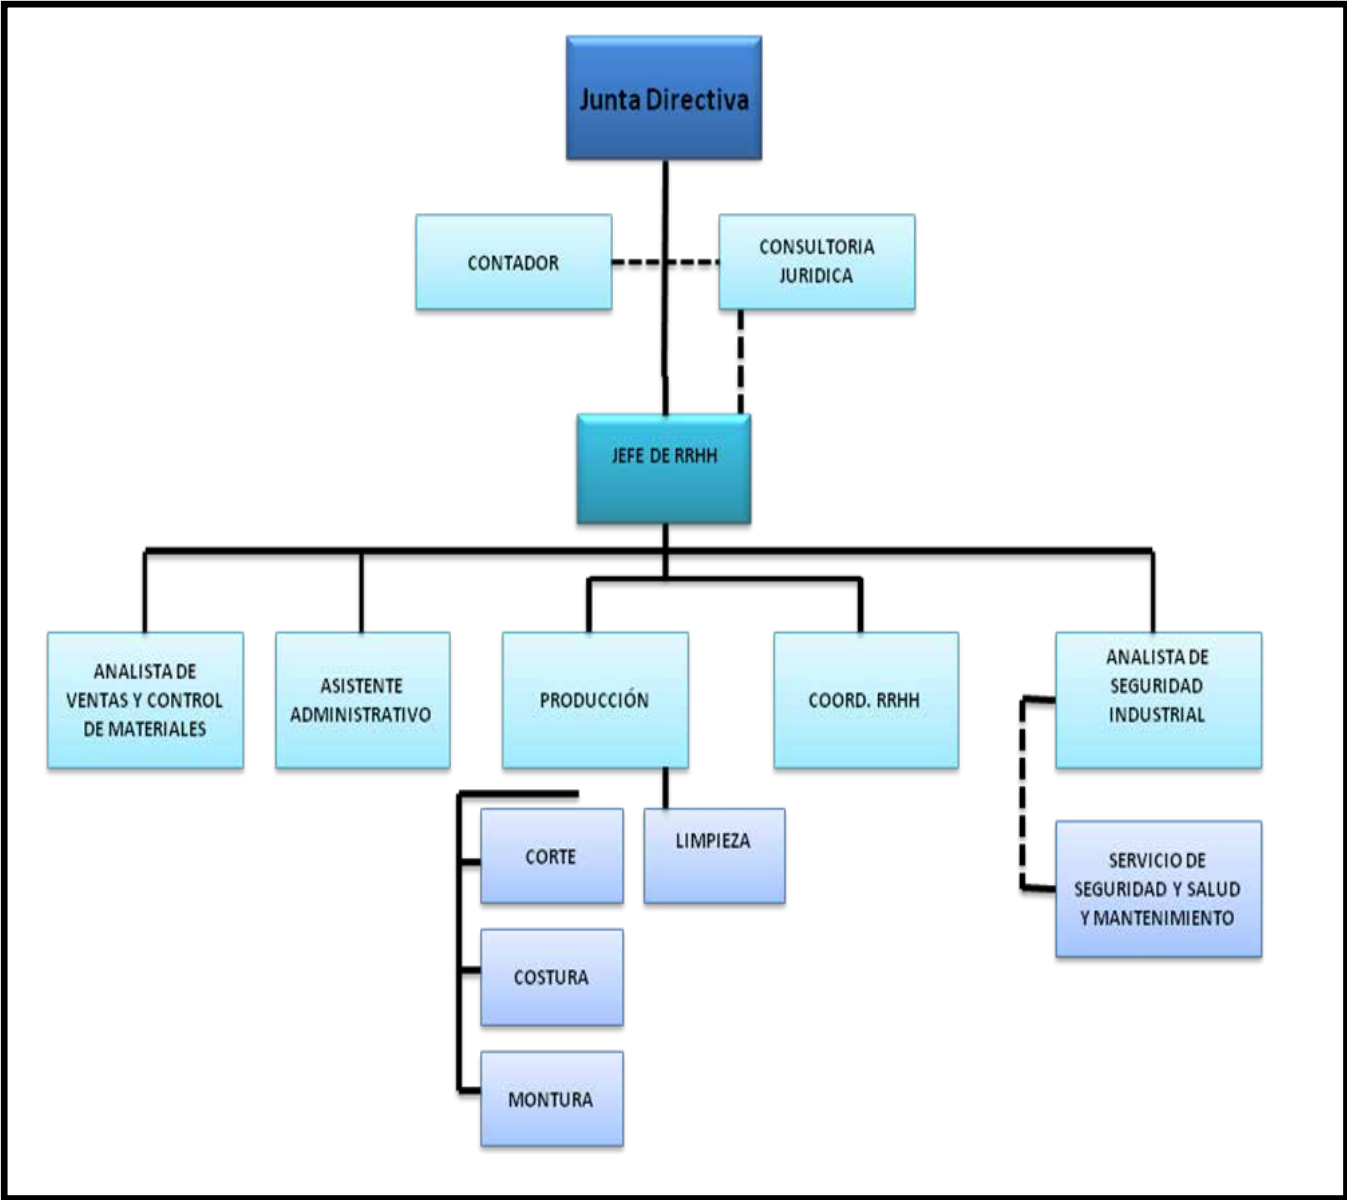 Junta Directiva
CONTADOR
CONSULTORIA
JURIDICA
JEFE DE RRHH
ANALISTA DE
VENTAS Y CONTROL
DE MATERIALES
ASISTENTE
ADMINISTRATIVO
PRODUCCIÓN
COORD. RRHH
ANALISTA DE
SEGURIDAD
INDUSTRIAL
CORTE
LIMPIEZA
SERVICIO DE
SEGURIDAD Y SALUD
Y MANTENIMIENTO
COSTURA
MONTURA